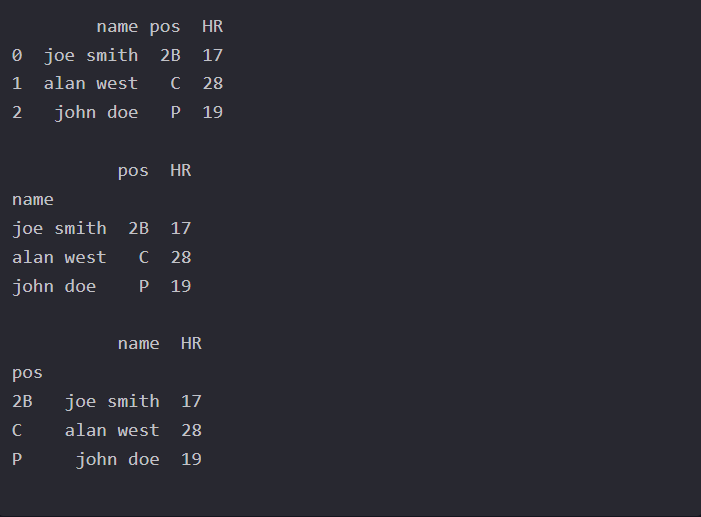 name pos  HR
0  joe smith  2B  17
1  alan west   C  28
2   john doe   P  19

          pos  HR
name
joe smith  2B  17
alan west   C  28
john doe    P  19

          name  HR
pos
2B   joe smith  17
C    alan west  28
P     john doe  19